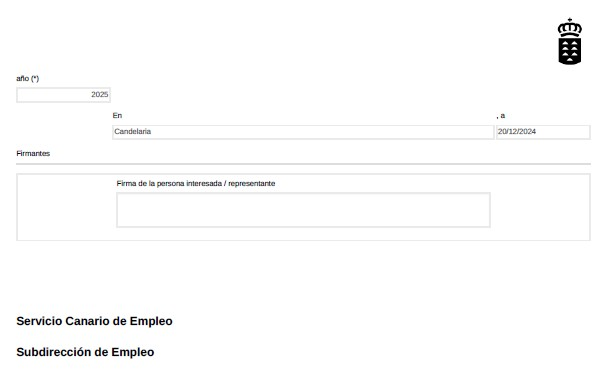 año (*)
2025
En , a
Candelaria 20/12/2024
Firmantes
Firma de la persona interesada / representante
Servicio Canario de Empleo
Subdirección de Empleo